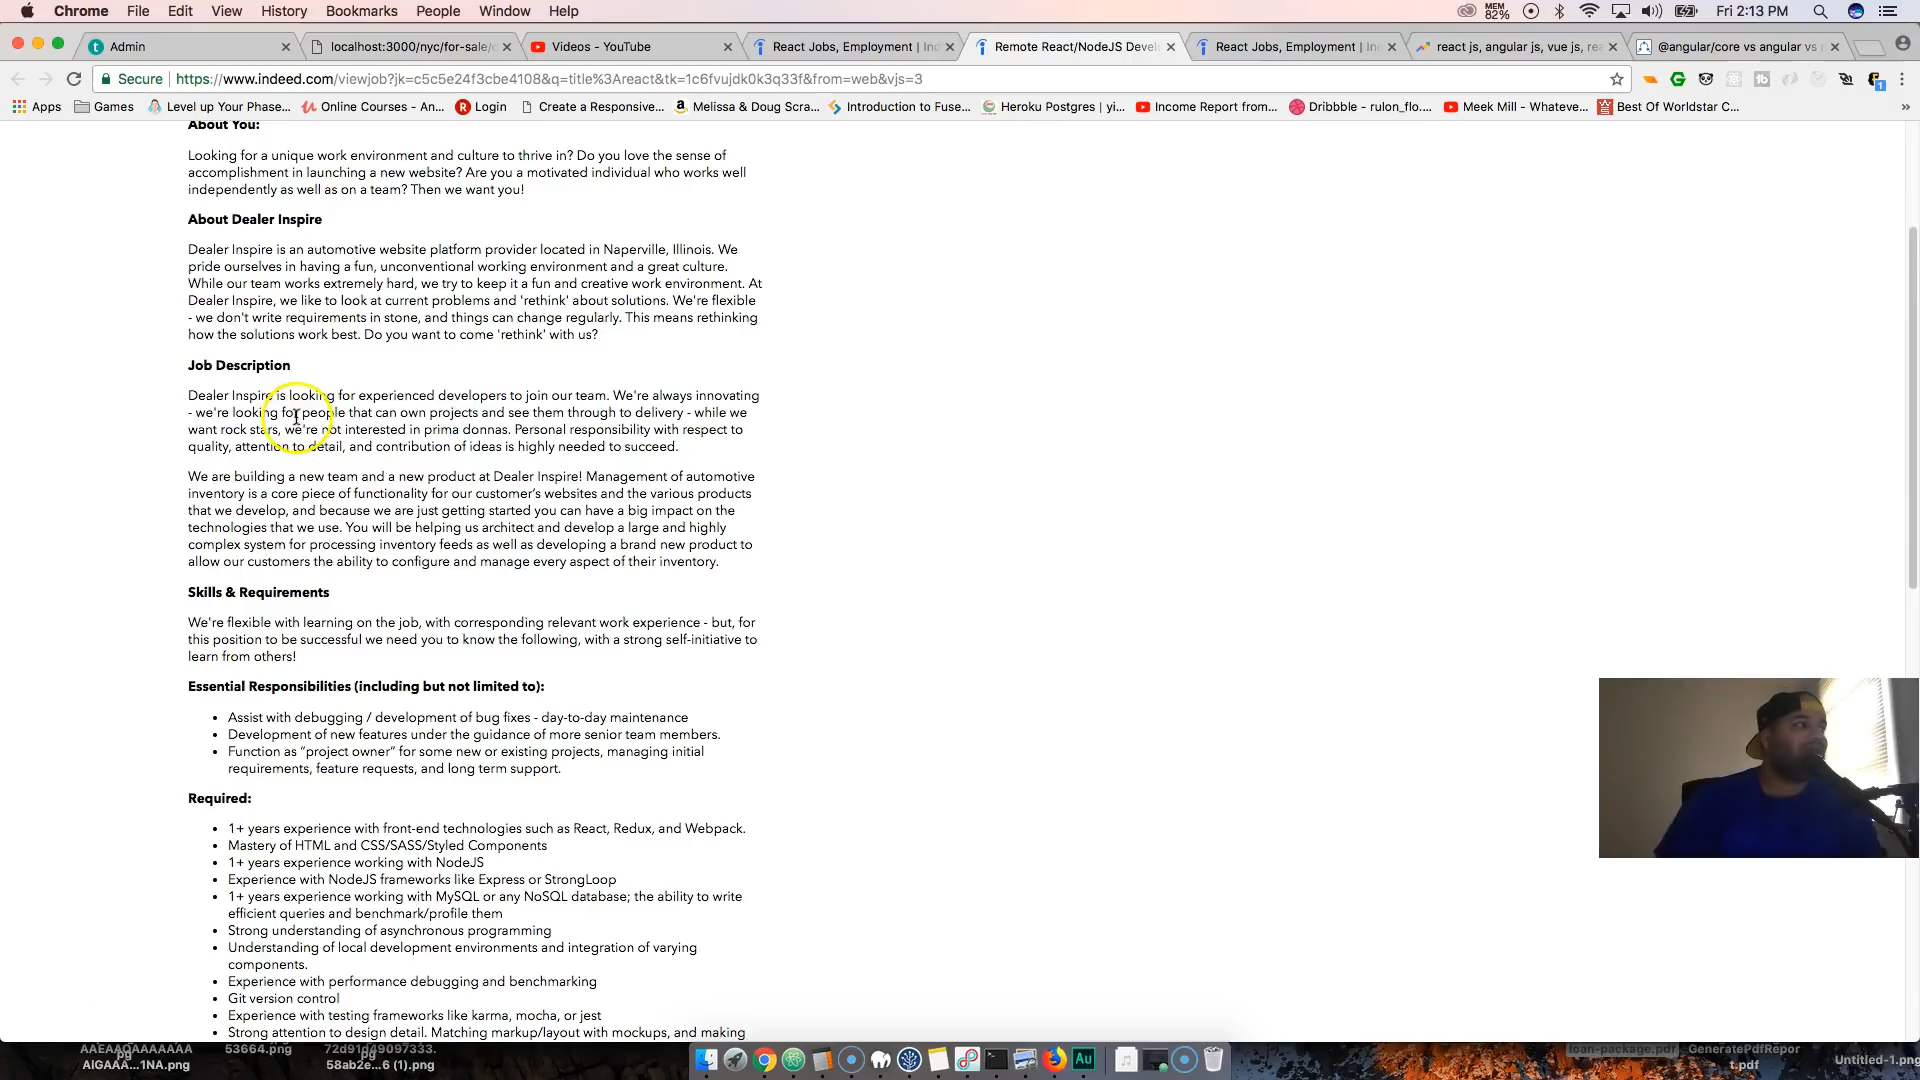 Chrome File Edit View History Bookmarks People Window Help MEM 82% Fri 2:13 PM
Admin localhost:3000/nyc/for-sale/ Videos - YouTube React Jobs, Employment | Ind Remote React/NodeJS Devel React Jobs, Employment | Ind react js, angular js, vue js, rea @angular/core vs angular vs
Secure https://www.indeed.com/viewjob?jk=c5c5e24f3cbe4108&q=title%3Areact&tk=1c6fvujdk0k3q33f&from=web&vjs=3
Apps Games Level up Your Phase... Online Courses - An... Login Create a Responsive... Melissa & Doug Scra... Introduction to Fuse... Heroku Postgres | yi... Income Report from... Dribbble - rulon_flo.... Meek Mill - Whateve... Best Of Worldstar C... »
About You:
Looking for a unique work environment and culture to thrive in? Do you love the sense of
accomplishment in launching a new website? Are you a motivated individual who works well
independently as well as on a team? Then we want you!
About Dealer Inspire
Dealer Inspire is an automotive website platform provider located in Naperville, Illinois. We
pride ourselves in having a fun, unconventional working environment and a great culture.
While our team works extremely hard, we try to keep it a fun and creative work environment. At
Dealer Inspire, we like to look at current problems and 'rethink' about solutions. We're flexible
- we don't write requirements in stone, and things can change regularly. This means rethinking
how the solutions work best. Do you want to come 'rethink' with us?
Job Description
Dealer Inspire is looking for experienced developers to join our team. We're always innovating
- we're looking for people that can own projects and see them through to delivery - while we
want rock stars, we're not interested in prima donnas. Personal responsibility with respect to
quality, attention to detail, and contribution of ideas is highly needed to succeed.
We are building a new team and a new product at Dealer Inspire! Management of automotive
inventory is a core piece of functionality for our customer's websites and the various products
that we develop, and because we are just getting started you can have a big impact on the
technologies that we use. You will be helping us architect and develop a large and highly
complex system for processing inventory feeds as well as developing a brand new product to
allow our customers the ability to configure and manage every aspect of their inventory.
Skills & Requirements
We're flexible with learning on the job, with corresponding relevant work experience - but, for
this position to be successful we need you to know the following, with a strong self-initiative to
learn from others!
Essential Responsibilities (including but not limited to):
• Assist with debugging / development of bug fixes - day-to-day maintenance
• Development of new features under the guidance of more senior team members.
• Function as “project owner” for some new or existing projects, managing initial
requirements, feature requests, and long term support.
Required:
• 1+ years experience with front-end technologies such as React, Redux, and Webpack.
• Mastery of HTML and CSS/SASS/Styled Components
• 1+ years experience working with NodeJS
• Experience with NodeJS frameworks like Express or StrongLoop
• 1+ years experience working with MySQL or any NoSQL database; the ability to write
efficient queries and benchmark/profile them
• Strong understanding of asynchronous programming
• Understanding of local development environments and integration of varying
components.
• Experience with performance debugging and benchmarking
• Git version control
• Experience with testing frameworks like karma, mocha, or jest
• Strong attention to design detail. Matching markup/layout with mockups, and making
AAEAAQAAAAAAA 53664.png 72d91d49097333. loan-package.pdf GeneratePdfRepor
AIGAAA...1NA.png 58ab2e...6 (1).png t.pdf Untitled-1.png